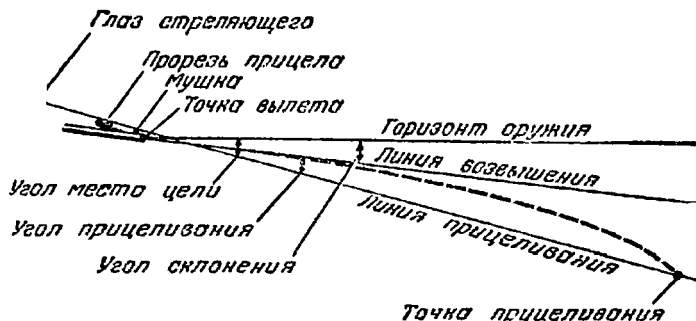 Глаз стреляющего
Прорезь прицела
Мушка
Точка вылета
Горизонт оружия
Линия возвышения
Угол место цели
Угол прицеливания
Линия прицеливания
Угол склонения
Точка прицеливания